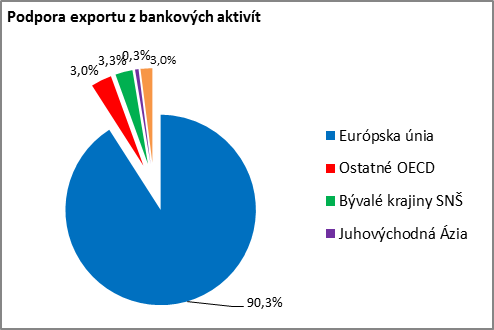 Podpora exportu z bankových aktivít
3,0%
3,3%
0,3%
3,0%
90,3%
Európska únia
Ostatné OECD
Bývalé krajiny SNŠ
Juhovýchodná Ázia